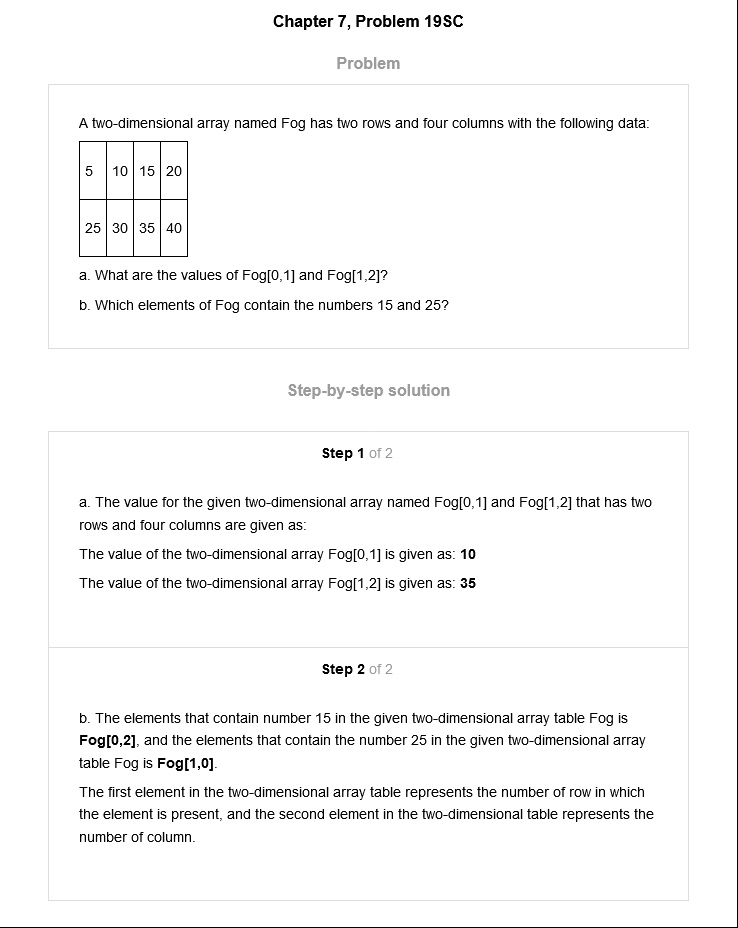 Chapter 7, Problem 19SC
Problem
A two-dimensional array named Fog has two rows and four columns with the following data:
5 10 15 20
25 30 35 40
a. What are the values of Fog[0,1] and Fog[1,2]?
b. Which elements of Fog contain the numbers 15 and 25?
Step-by-step solution
Step 1 of 2
a. The value for the given two-dimensional array named Fog[0,1] and Fog[1,2] that has two
rows and four columns are given as:
The value of the two-dimensional array Fog[0,1] is given as: 10
The value of the two-dimensional array Fog[1,2] is given as: 35
Step 2 of 2
b. The elements that contain number 15 in the given two-dimensional array table Fog is
Fog[0,2], and the elements that contain the number 25 in the given two-dimensional array
table Fog is Fog[1,0].
The first element in the two-dimensional array table represents the number of row in which
the element is present, and the second element in the two-dimensional table represents the
number of column.